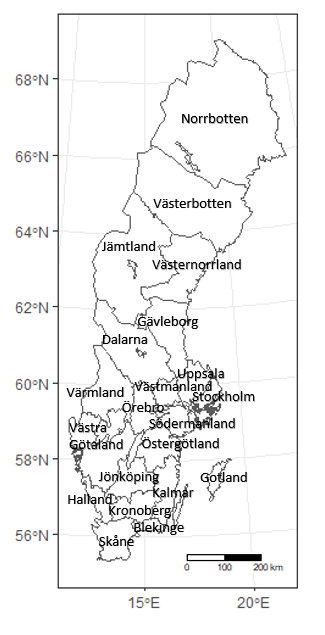 68°N
Norrbotten
66°N
Västerbotten
64°N
Jämtland
Västernorrland
62°N
Gävleborg
Dalarna
Uppsala
60°N
Västmanland
Värmland
Stockholm
Örebro
Södermanland
Västra
Götaland
Östergötland
58°N
Jönköping
Gotland
Kalmar
Halland
Kronoberg
Blekinge
56°N
Skåne
0 100 200 km
15°E 20°E